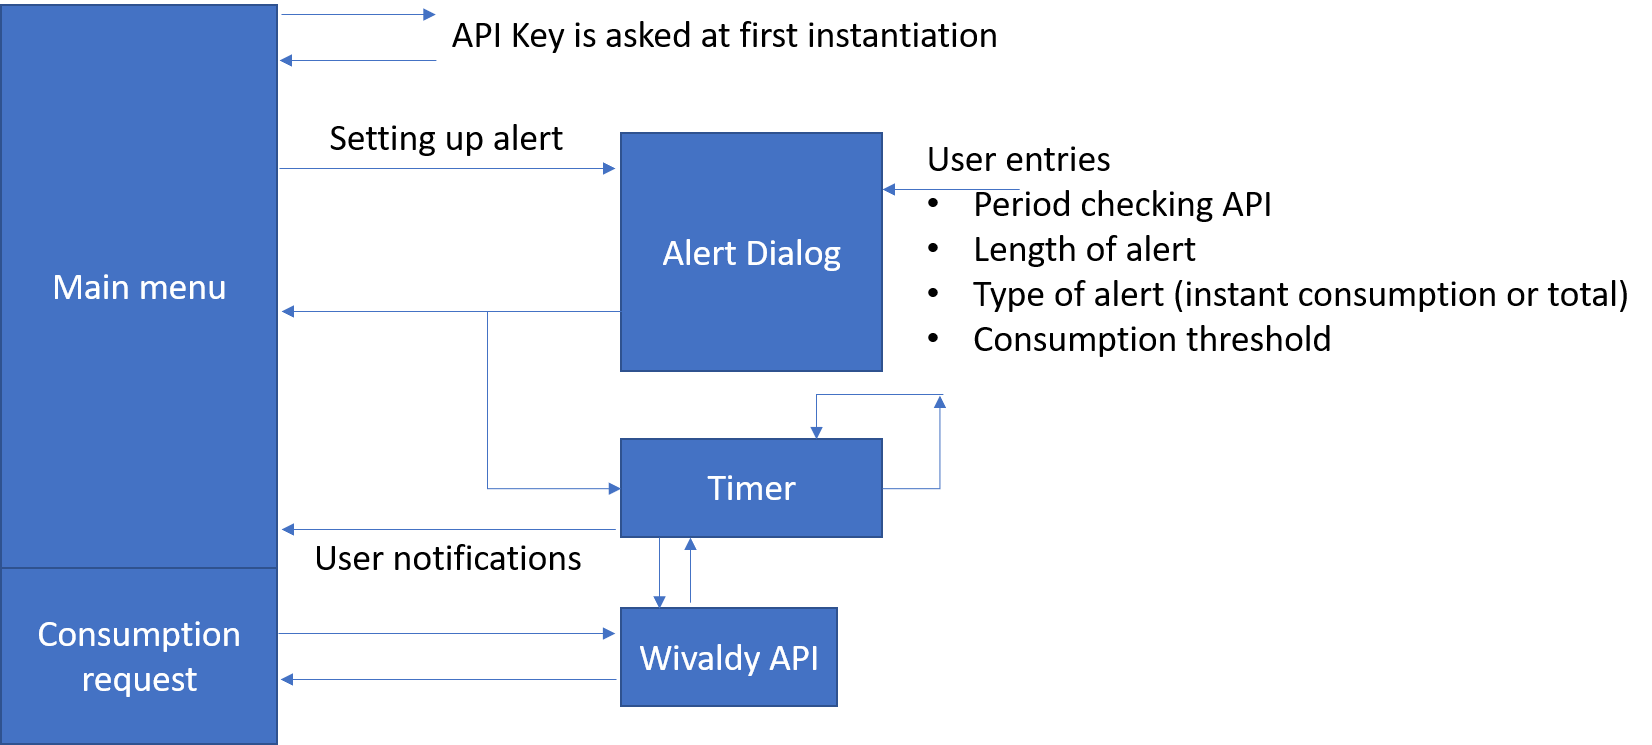 API Key is asked at first instantiation
Setting up alert
User entries
• Period checking API
• Length of alert
• Type of alert (instant consumption or total)
• Consumption threshold
Alert Dialog
Main menu
Timer
User notifications
Consumption
request
Wivaldy API